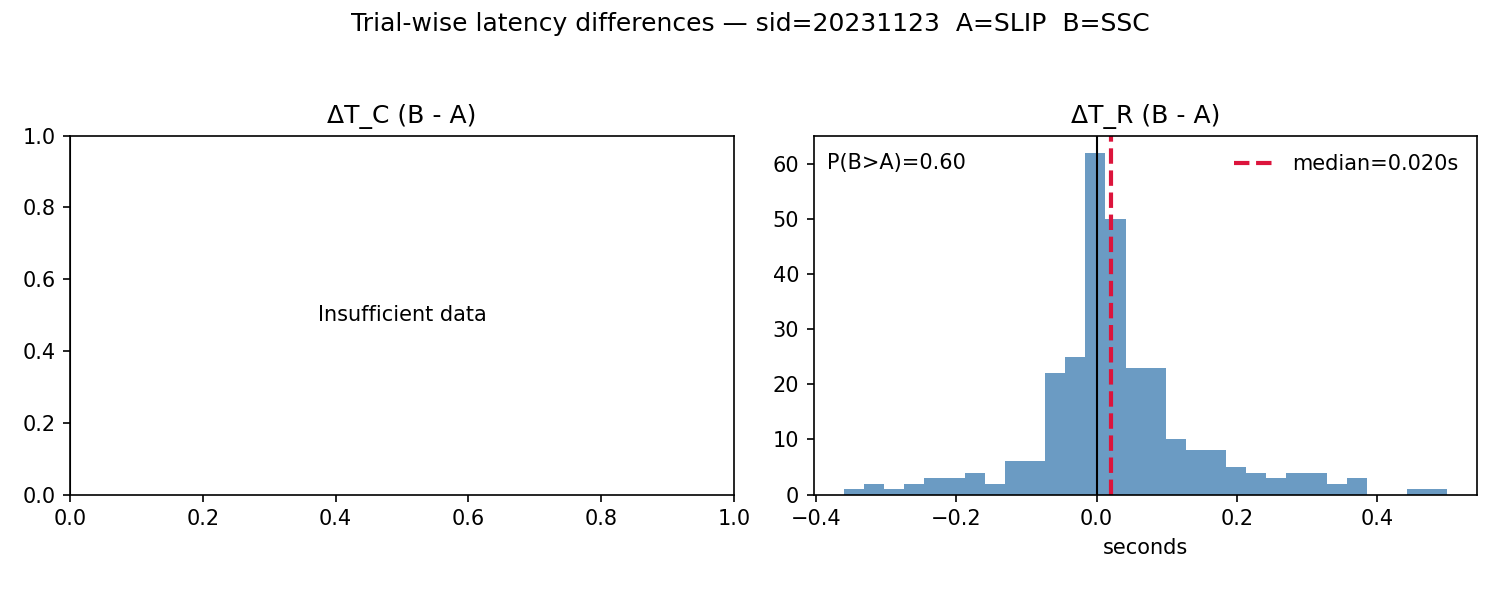 Trial-wise latency differences — sid=20231123  A=SLIP  B=SSC
ΔT_C (B - A)
1.0
0.8
0.6
0.4
0.2
0.0
Insufficient data
0.0 0.2 0.4 0.6 0.8 1.0
ΔT_R (B - A)
P(B>A)=0.60
median=0.020s
60
50
40
30
20
10
0
−0.4 −0.2 0.0 0.2 0.4
seconds